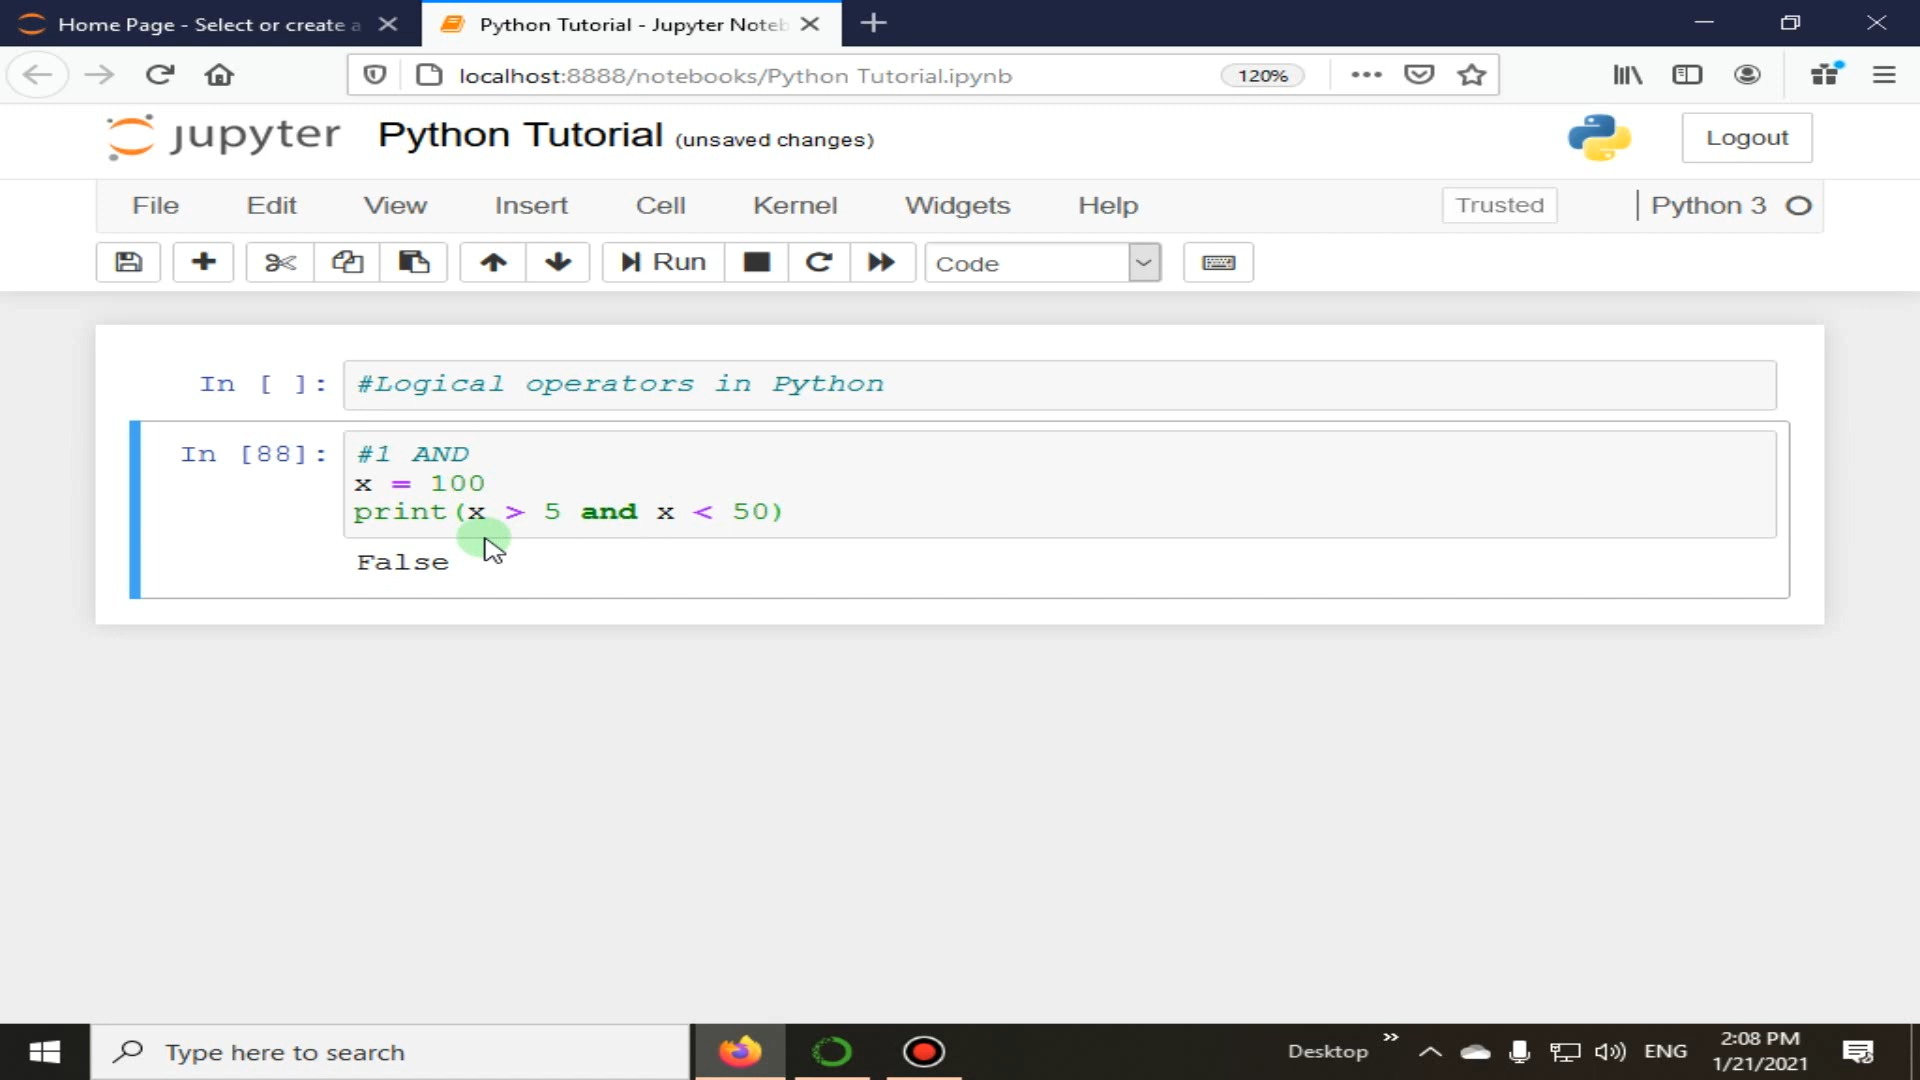 Home Page - Select or create a
Python Tutorial - Jupyter Noteb
localhost:8888/notebooks/Python Tutorial.ipynb
120%
jupyter Python Tutorial (unsaved changes)
Logout
File Edit View Insert Cell Kernel Widgets Help Trusted Python 3
Run Code
In [ ]: #Logical operators in Python
In [88]: #1 AND
x = 100
print(x > 5 and x < 50)
False
Type here to search
Desktop
ENG
2:08 PM
1/21/2021